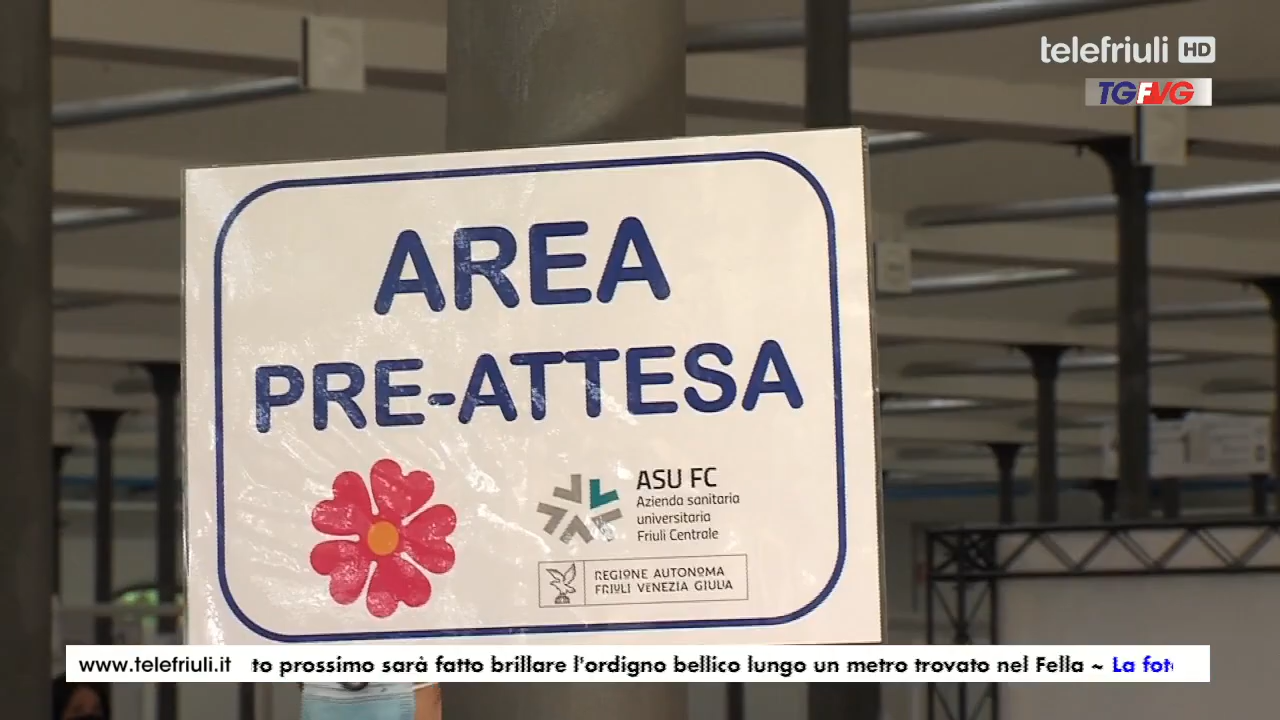 telefriuli HD
TGFVG
AREA
PRE-ATTESA
ASU FC
Azienda sanitaria
universitaria
Friuli Centrale
REGIONE AUTONOMA
FRIULI VENEZIA GIULIA
www.telefriuli.it to prossimo sarà fatto brillare l'ordigno bellico lungo un metro trovato nel Fella ~ La fot